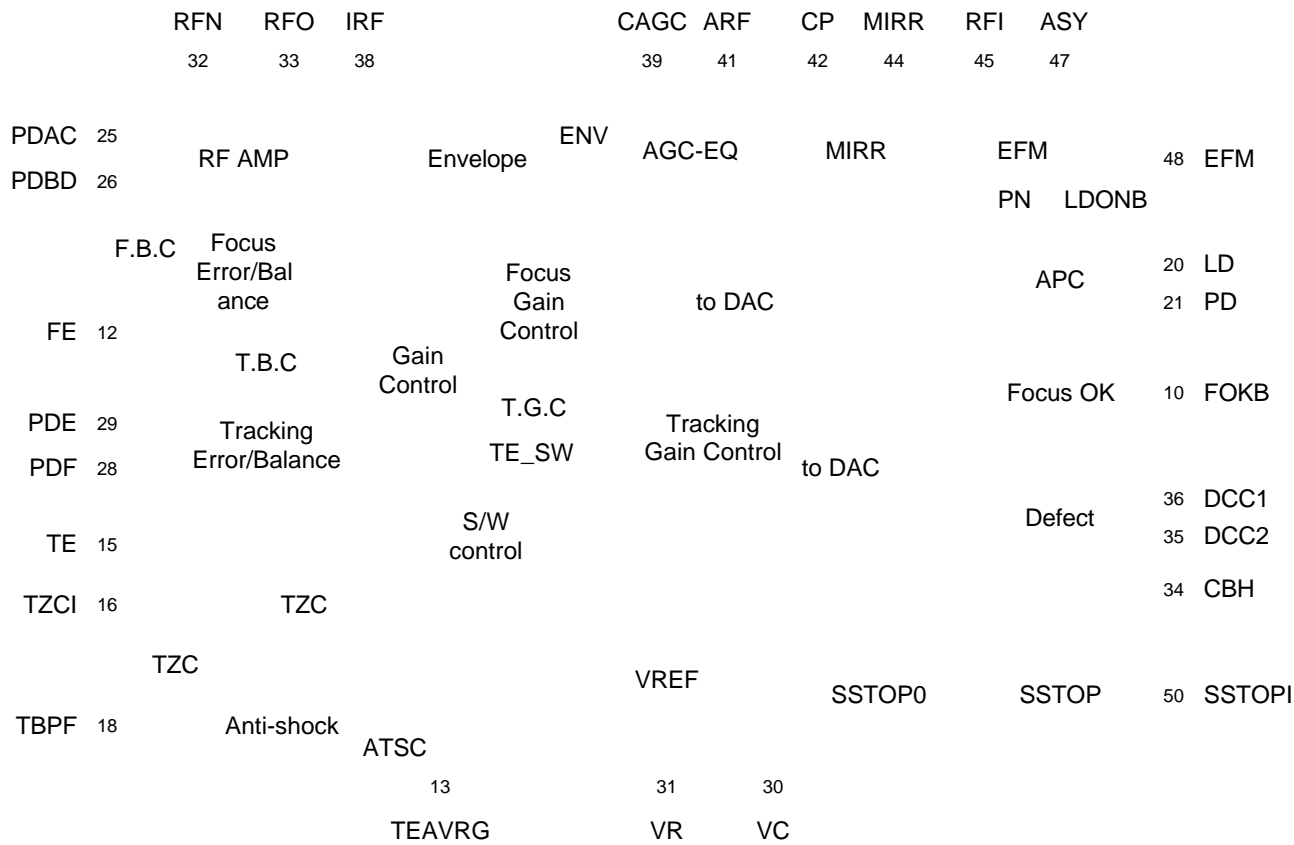 RFN RFO IRF CAGC ARF CP MIRR RFI ASY
32 33 38 39 41 42 44 45 47
PDAC 25
PDBD 26
RF AMP
Envelope
ENV
AGC-EQ
MIRR
EFM
48 EFM
PN LDONB
F.B.C
Focus
Error/Bal
ance
Focus
Gain
Control
to DAC
APC
20 LD
21 PD
FE 12
T.B.C
Gain
Control
T.G.C
TE_SW
Focus OK
10 FOKB
PDE 29
PDF 28
Tracking
Error/Balance
Tracking
Gain Control
to DAC
S/W
control
Defect
36 DCC1
35 DCC2
TE 15
34 CBH
TZCI 16
TZC
TZC
VREF
SSTOP0
SSTOP
50 SSTOPI
TBPF 18
Anti-shock
ATSC
13 31 30
TEAVRG VR VC